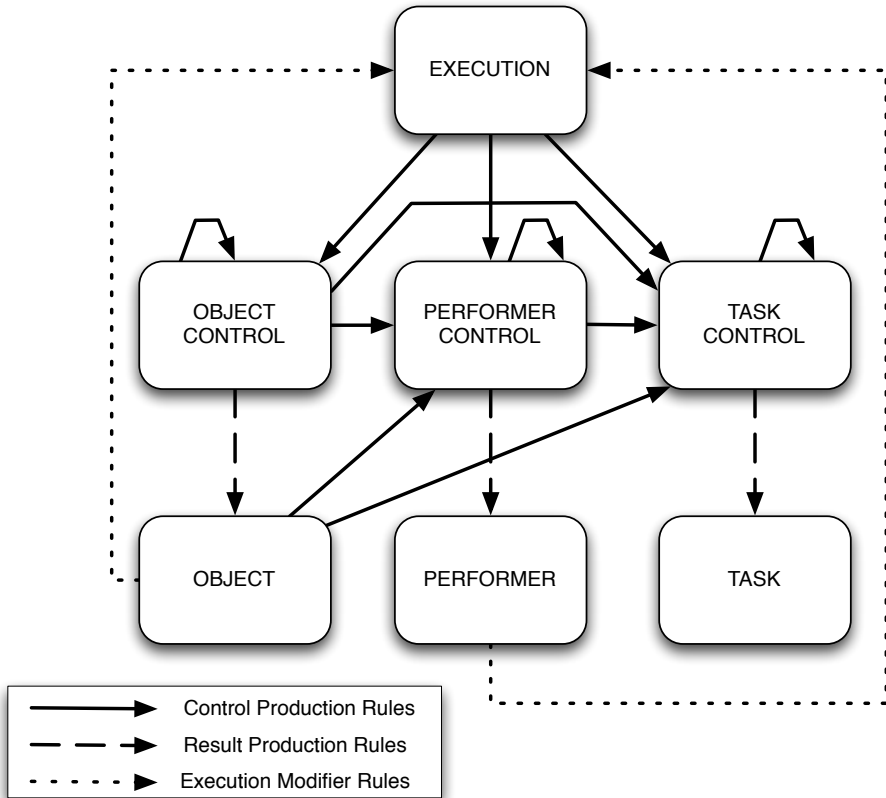 EXECUTION
OBJECT
CONTROL
PERFORMER
CONTROL
TASK
CONTROL
OBJECT
PERFORMER
TASK
Control Production Rules
Result Production Rules
Execution Modifier Rules